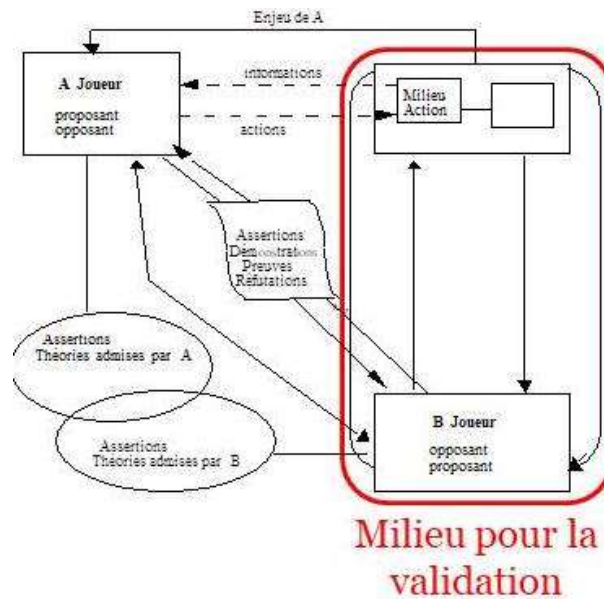 Enjeu de A
A Joueur
proposant
opposant
informations
actions
Milieu
Action
Assertions
Démonstrations
Preuves
Réfutations
Assertions
Théories admises par A
Assertions
Théories admises par B
B Joueur
opposant
proposant
Milieu pour la
validation